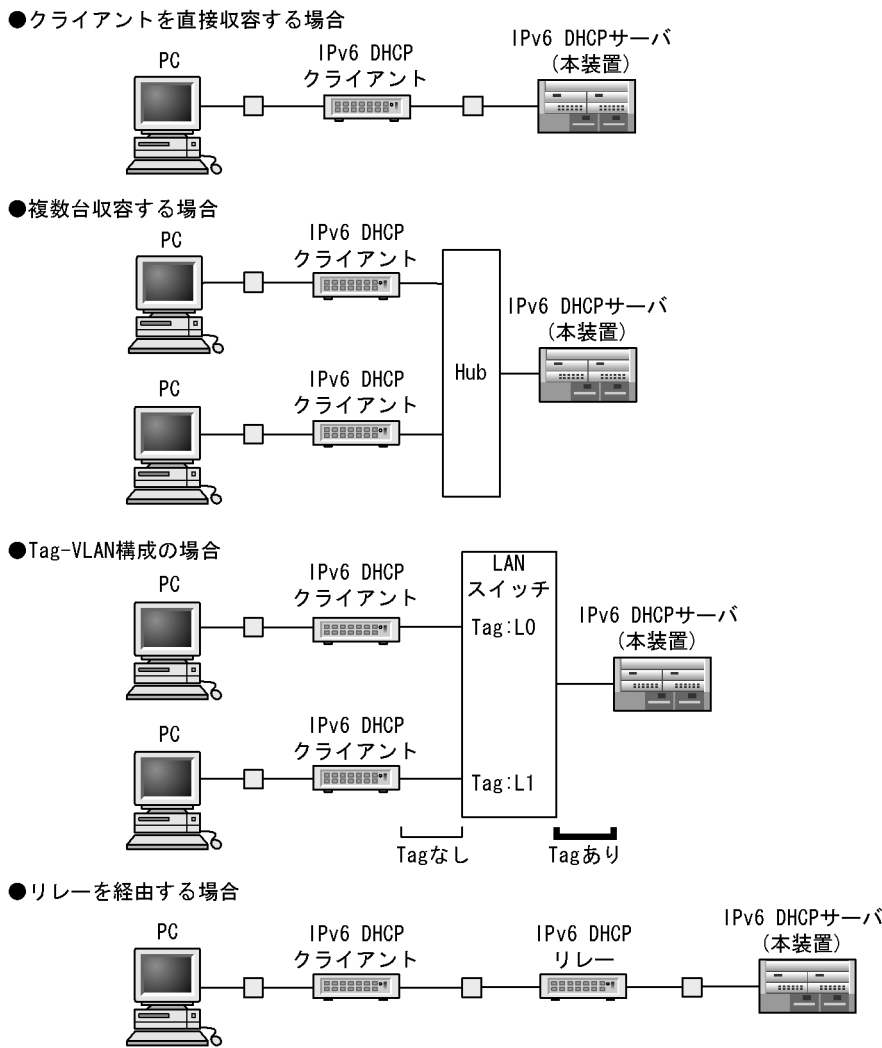 ●クライアントを直接収容する場合
PC
IPv6 DHCP
クライアント
IPv6 DHCPサーバ
(本装置)
●複数台収容する場合
PC
IPv6 DHCP
クライアント
Hub
IPv6 DHCPサーバ
(本装置)
PC
IPv6 DHCP
クライアント
●Tag-VLAN構成の場合
PC
IPv6 DHCP
クライアント
LAN
スイッチ
Tag:L0
IPv6 DHCPサーバ
(本装置)
PC
IPv6 DHCP
クライアント
Tag:L1
Tagなし
Tagあり
●リレーを経由する場合
PC
IPv6 DHCP
クライアント
IPv6 DHCP
リレー
IPv6 DHCPサーバ
(本装置)